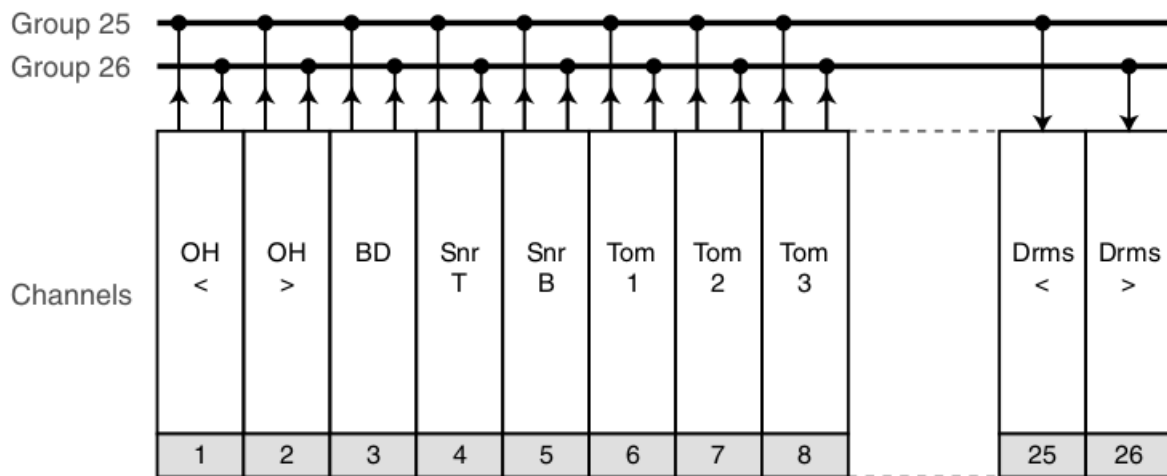 Group 25
Group 26
Channels
OH
<
OH
>
BD
Snr
T
Snr
B
Tom
1
Tom
2
Tom
3
Drms
<
Drms
>
1 2 3 4 5 6 7 8 25 26